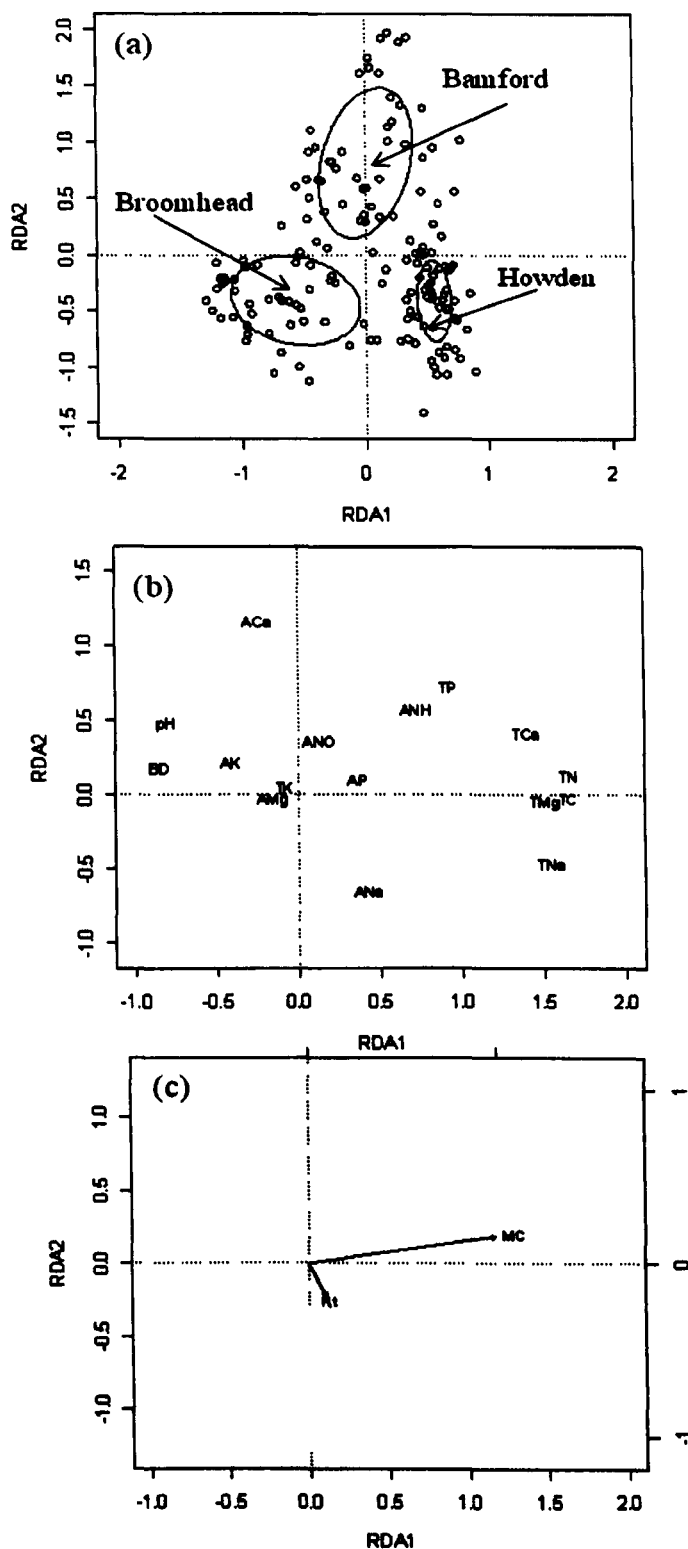 (a)
Bamford
Broomhead
Howden
RDA2
2.0
1.5
1.0
0.5
0.0
-0.5
-1.0
-1.5
-2
-1
0
1
2
RDA1
(b)
ACa
TP
ANH
pH
TCa
ANO
AK
BD
TN
AP
TK
AMg
TMg
TC
TNa
ANa
RDA2
1.5
1.0
0.5
0.0
-0.5
-1.0
-1.0
-0.5
0.0
0.5
1.0
1.5
2.0
RDA1
(c)
MC
RDA2
1.0
0.5
0.0
-0.5
-1.0
1
0
-1
-1.0
-0.5
0.0
0.5
1.0
1.5
2.0
RDA1